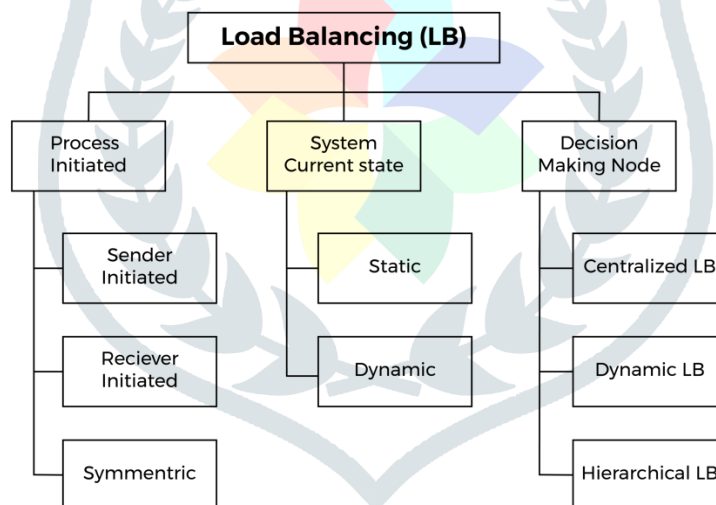 Load Balancing (LB)
Process
Initiated
System
Current state
Decision
Making Node
Sender
Initiated
Static
Centralized LB
Reciever
Initiated
Dynamic
Dynamic LB
Symmentric
Hierarchical LB